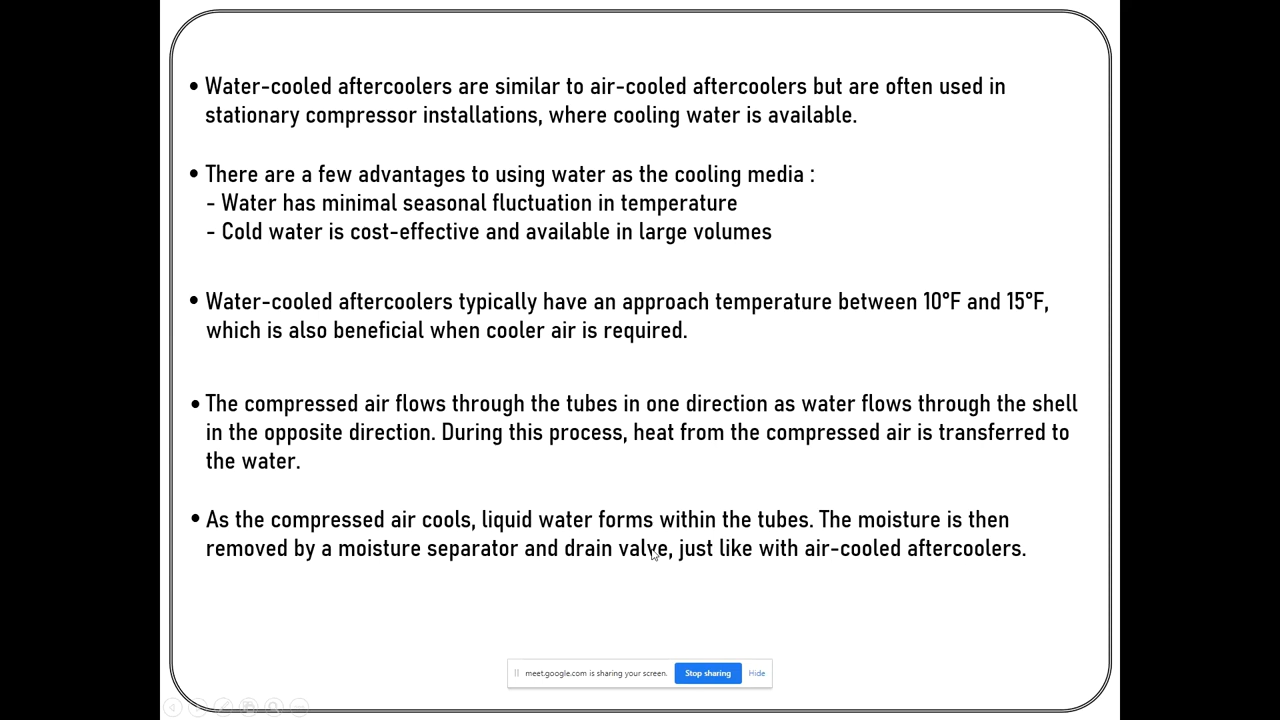 • Water-cooled aftercoolers are similar to air-cooled aftercoolers but are often used in
stationary compressor installations, where cooling water is available.
• There are a few advantages to using water as the cooling media :
- Water has minimal seasonal fluctuation in temperature
- Cold water is cost-effective and available in large volumes
• Water-cooled aftercoolers typically have an approach temperature between 10°F and 15°F,
which is also beneficial when cooler air is required.
• The compressed air flows through the tubes in one direction as water flows through the shell
in the opposite direction. During this process, heat from the compressed air is transferred to
the water.
• As the compressed air cools, liquid water forms within the tubes. The moisture is then
removed by a moisture separator and drain valve, just like with air-cooled aftercoolers.
meet.google.com is sharing your screen. Stop sharing Hide